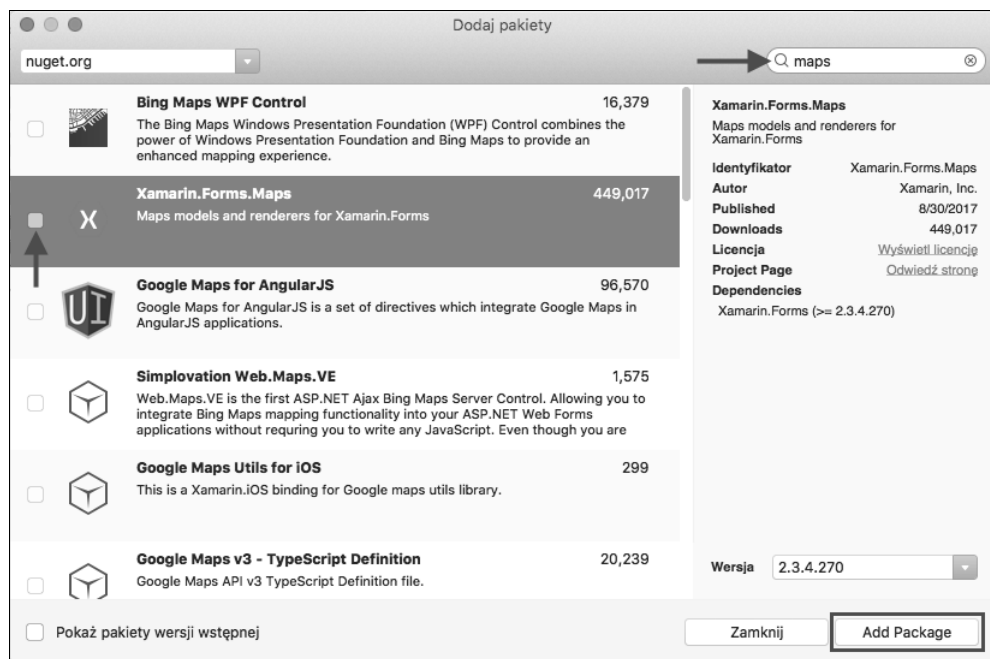 Dodaj pakiety
nuget.org
maps
Bing Maps WPF Control 16,379
The Bing Maps Windows Presentation Foundation (WPF) Control combines the
power of Windows Presentation Foundation and Bing Maps to provide an
enhanced mapping experience.
Xamarin.Forms.Maps 449,017
Maps models and renderers for Xamarin.Forms
X
Google Maps for AngularJS 96,570
Google Maps for AngularJS is a set of directives which integrate Google Maps in
AngularJS applications.
UI
Simplovation Web.Maps.VE 1,575
Web.Maps.VE is the first ASP.NET Ajax Bing Maps Server Control. Allowing you to
integrate Bing Maps mapping functionality into your ASP.NET Web Forms
applications without requring you to write any JavaScript. Even though you are
Google Maps Utils for iOS 299
This is a Xamarin.iOS binding for Google maps utils library.
Google Maps v3 - TypeScript Definition 20,239
Google Maps API v3 TypeScript Definition file.
Xamarin.Forms.Maps
Maps models and renderers for
Xamarin.Forms
Identyfikator Xamarin.Forms.Maps
Autor Xamarin, Inc.
Published 8/30/2017
Downloads 449,017
Licencja Wyświetl licencję
Project Page Odwiedź stronę
Dependencies
Xamarin.Forms (>= 2.3.4.270)
Wersja 2.3.4.270
Pokaż pakiety wersji wstępnej
Zamknij
Add Package